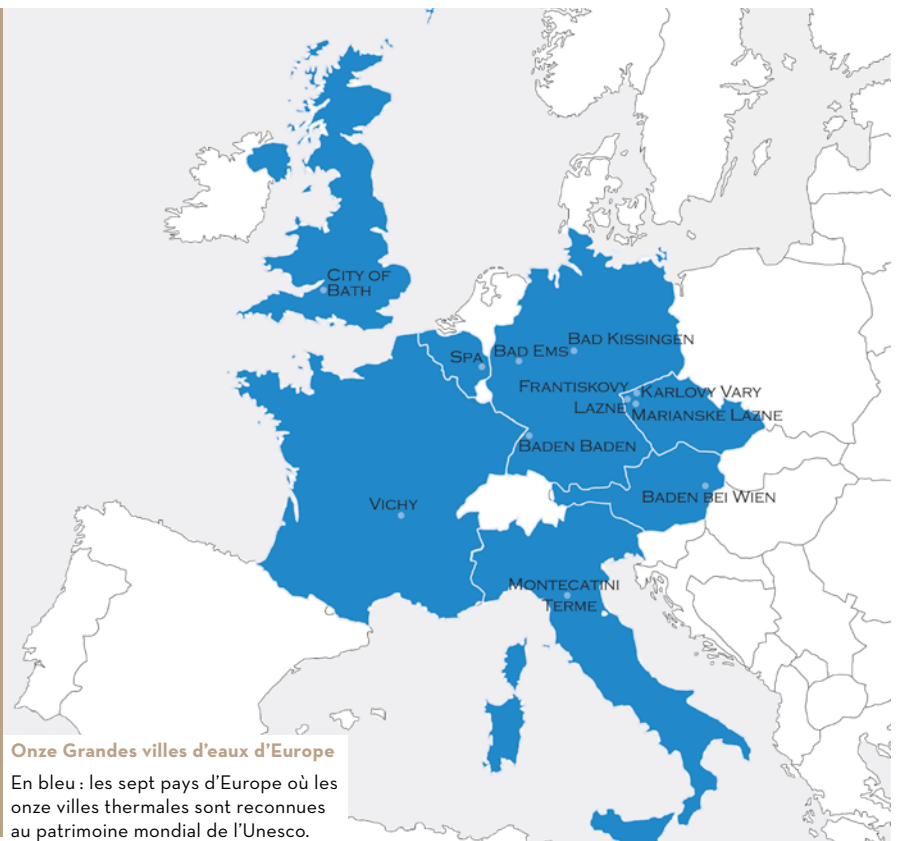 CITY OF
BATH
SPA
BAD EMS
BAD KISSINGEN
FRANTISKOVY
LAZNE
KARLOVY VARY
MARIANSKE LAZNE
BADEN BADEN
BADEN BEI WIEN
VICHY
MONTECATINI
TERME
Onze Grandes villes d'eaux d'Europe
En bleu : les sept pays d'Europe où les
onze villes thermales sont reconnues
au patrimoine mondial de l'Unesco.